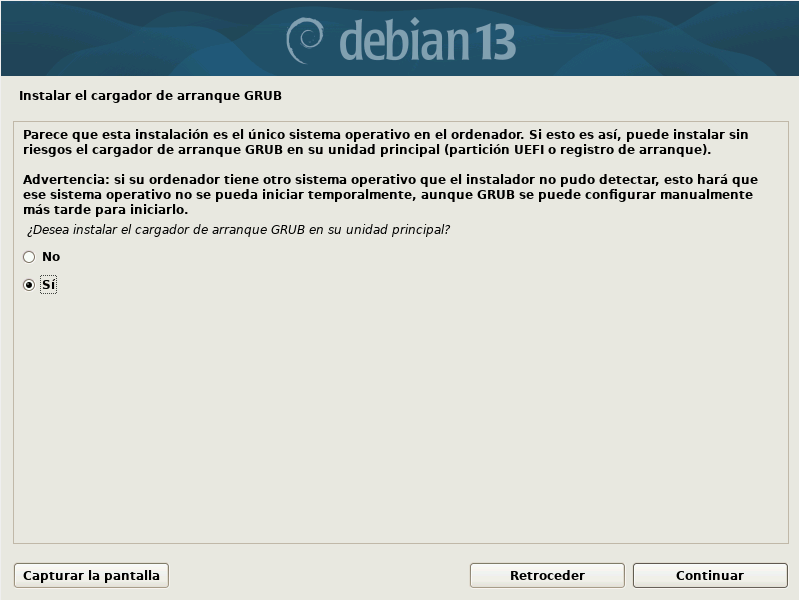 debian 13
Instalar el cargador de arranque GRUB
Parece que esta instalación es el único sistema operativo en el ordenador. Si esto es así, puede instalar sin
riesgos el cargador de arranque GRUB en su unidad principal (partición UEFI o registro de arranque).
Advertencia: si su ordenador tiene otro sistema operativo que el instalador no pudo detectar, esto hará que
ese sistema operativo no se pueda iniciar temporalmente, aunque GRUB se puede configurar manualmente
más tarde para iniciarlo.
¿Desea instalar el cargador de arranque GRUB en su unidad principal?
No
Sí
Capturar la pantalla
Retroceder
Continuar